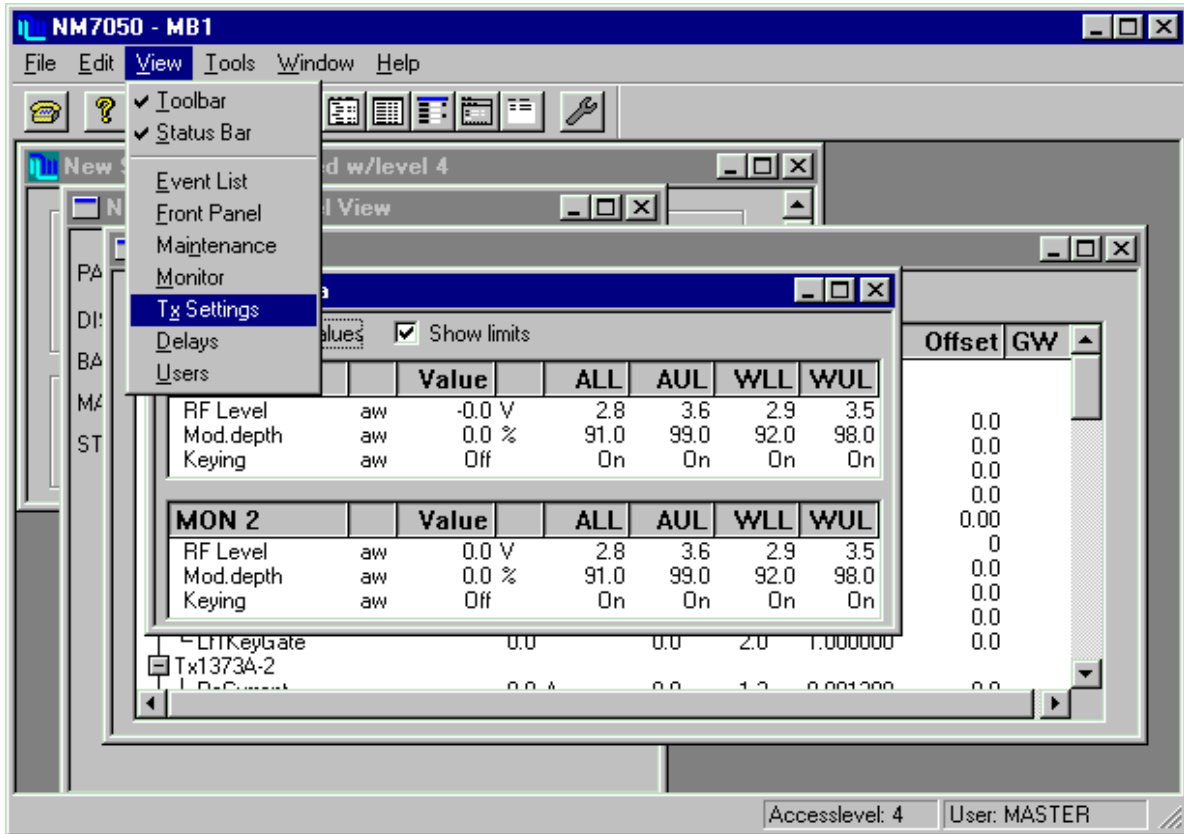 NM7050 - MB1
File Edit View Tools Window Help
Toolbar
Status Bar
Event List
Front Panel
Maintenance
Monitor
Tx Settings
Delays
Users
New w/level 4
View
Show limits
Offset GW
Value ALL AUL WLL WUL
RF Level aw -0.0 V 2.8 3.6 2.9 3.5
Mod.depth aw 0.0 % 91.0 99.0 92.0 98.0
Keying aw Off On On On On
MON 2 Value ALL AUL WLL WUL
RF Level aw 0.0 V 2.8 3.6 2.9 3.5
Mod.depth aw 0.0 % 91.0 99.0 92.0 98.0
Keying aw Off On On On On
0.0
0.0
0.0
0.0
0.00
0
0.0
0.0
0.0
0.0 0.0 2.0 1.000000 0.0
Tx1373A-2
Accesslevel: 4 User: MASTER